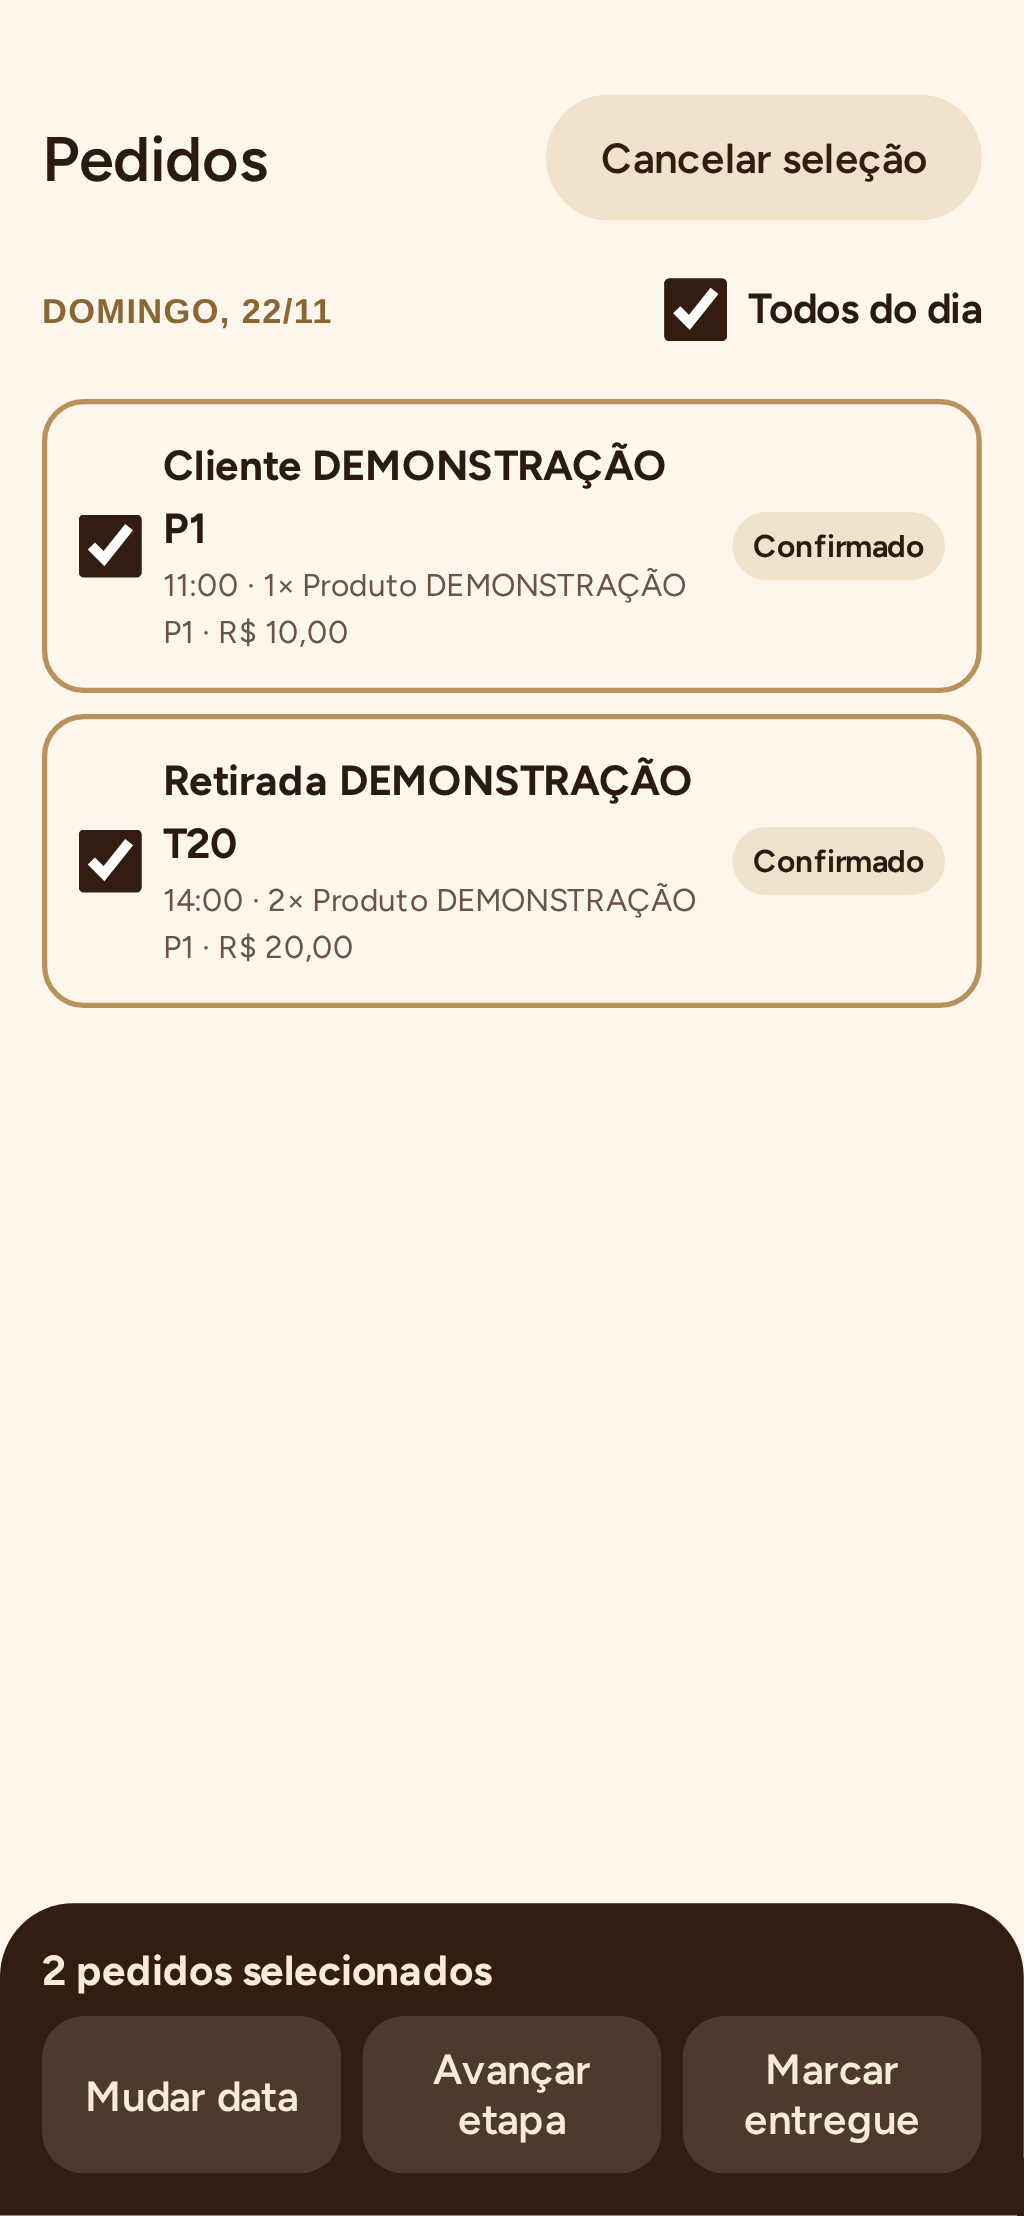 Pedidos
Cancelar seleção
DOMINGO, 22/11
Todos do dia
Cliente DEMONSTRAÇÃO
P1
11:00 · 1× Produto DEMONSTRAÇÃO
P1 · R$ 10,00
Confirmado
Retirada DEMONSTRAÇÃO
T20
14:00 · 2× Produto DEMONSTRAÇÃO
P1 · R$ 20,00
Confirmado
2 pedidos selecionados
Mudar data
Avançar
etapa
Marcar
entregue